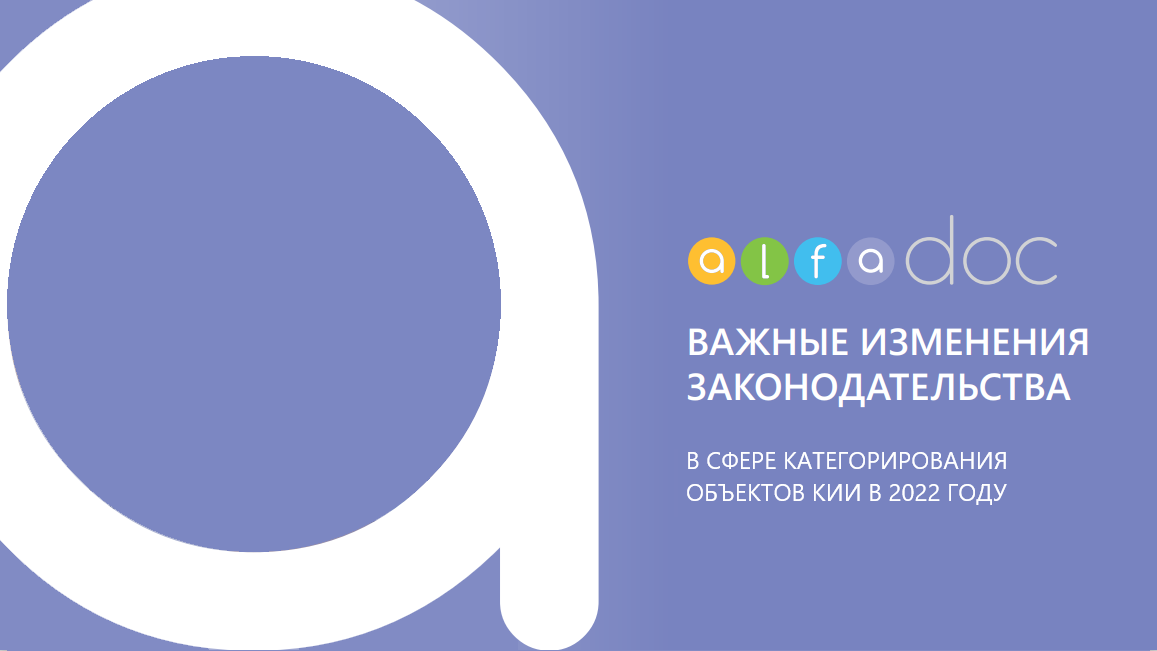 alfadoc
ВАЖНЫЕ ИЗМЕНЕНИЯ
ЗАКОНОДАТЕЛЬСТВА
В СФЕРЕ КАТЕГОРИРОВАНИЯ
ОБЪЕКТОВ КИИ В 2022 ГОДУ